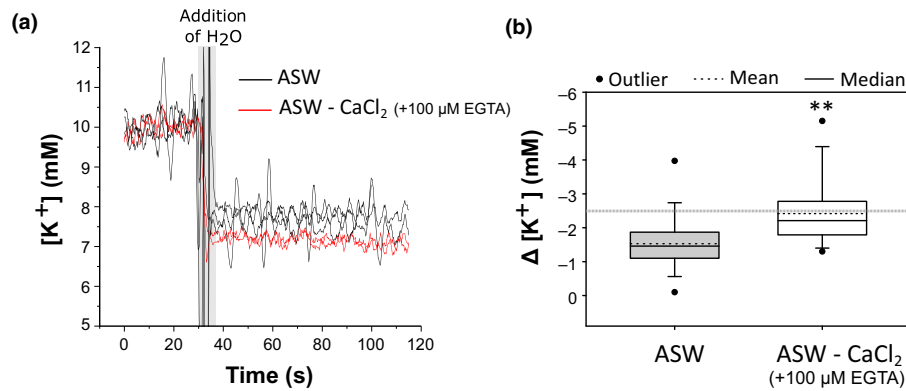 (a)
Addition
of H2O
ASW
ASW - CaCl2 (+100 µM EGTA)
[K+] (mM)
12
11
10
9
8
7
6
5
0 20 40 60 80 100 120
Time (s)
(b)
Outlier Mean Median
Δ [K+] (mM)
−6
−5
−4
−3
−2
−1
0
**
ASW
ASW - CaCl2
(+100 µM EGTA)